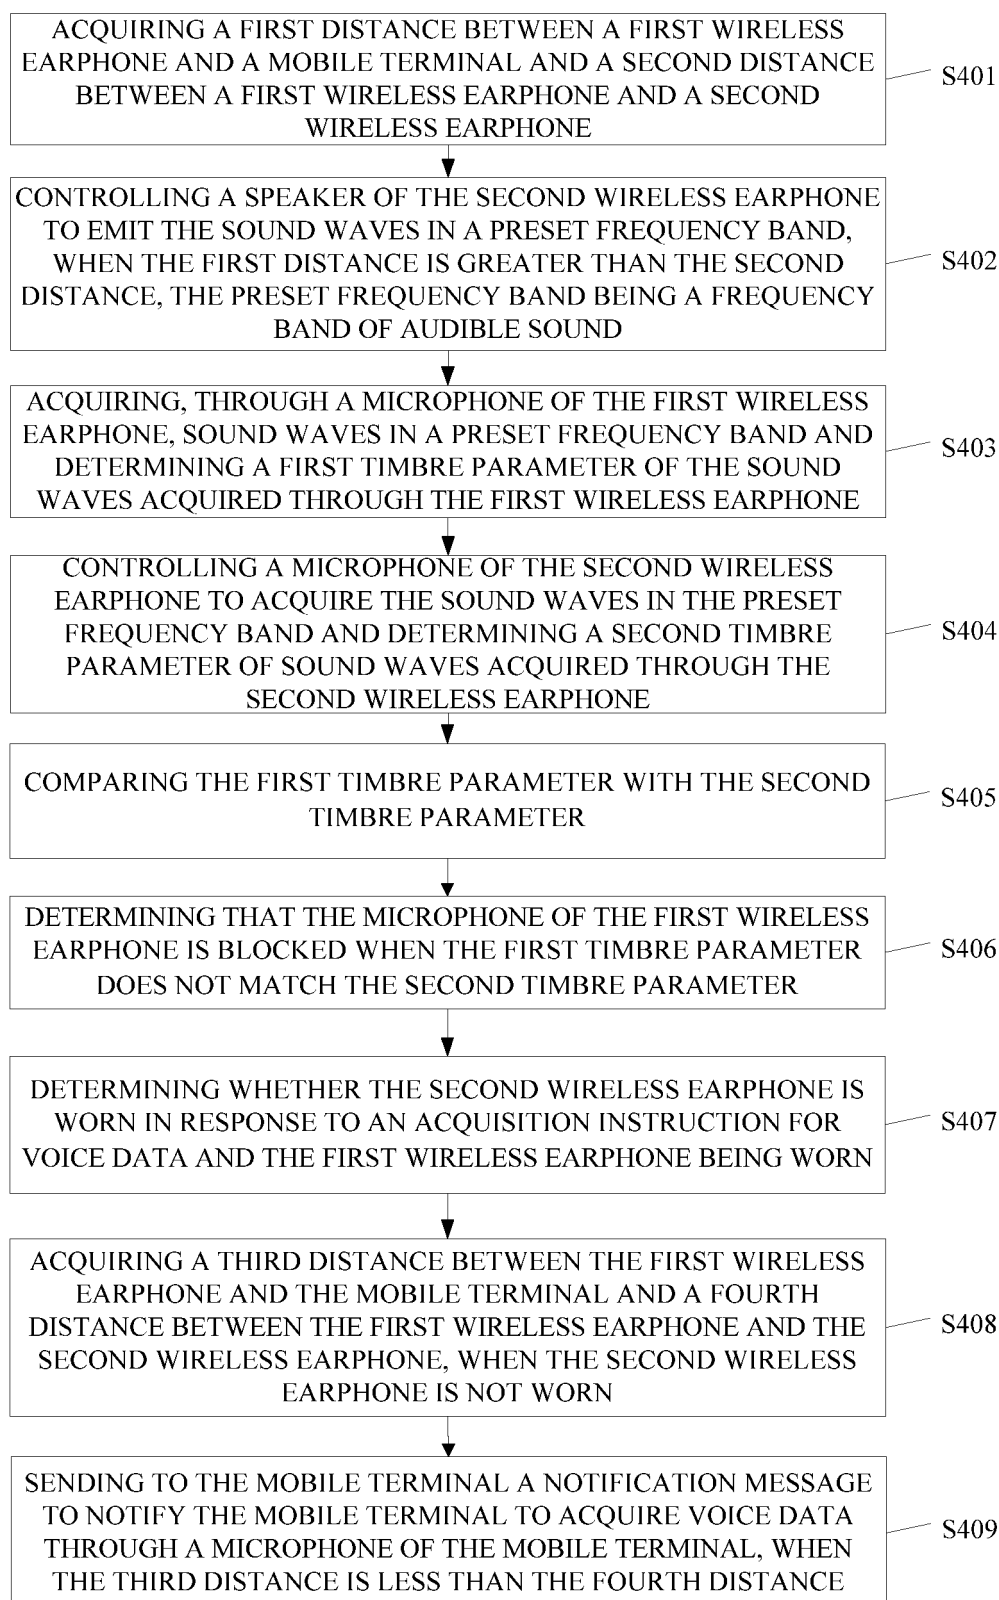 ACQUIRING A FIRST DISTANCE BETWEEN A FIRST WIRELESS
EARPHONE AND A MOBILE TERMINAL AND A SECOND DISTANCE
BETWEEN A FIRST WIRELESS EARPHONE AND A SECOND
WIRELESS EARPHONE
S401
CONTROLLING A SPEAKER OF THE SECOND WIRELESS EARPHONE
TO EMIT THE SOUND WAVES IN A PRESET FREQUENCY BAND,
WHEN THE FIRST DISTANCE IS GREATER THAN THE SECOND
DISTANCE, THE PRESET FREQUENCY BAND BEING A FREQUENCY
BAND OF AUDIBLE SOUND
S402
ACQUIRING, THROUGH A MICROPHONE OF THE FIRST WIRELESS
EARPHONE, SOUND WAVES IN A PRESET FREQUENCY BAND AND
DETERMINING A FIRST TIMBRE PARAMETER OF THE SOUND
WAVES ACQUIRED THROUGH THE FIRST WIRELESS EARPHONE
S403
CONTROLLING A MICROPHONE OF THE SECOND WIRELESS
EARPHONE TO ACQUIRE THE SOUND WAVES IN THE PRESET
FREQUENCY BAND AND DETERMINING A SECOND TIMBRE
PARAMETER OF SOUND WAVES ACQUIRED THROUGH THE
SECOND WIRELESS EARPHONE
S404
COMPARING THE FIRST TIMBRE PARAMETER WITH THE SECOND
TIMBRE PARAMETER
S405
DETERMINING THAT THE MICROPHONE OF THE FIRST WIRELESS
EARPHONE IS BLOCKED WHEN THE FIRST TIMBRE PARAMETER
DOES NOT MATCH THE SECOND TIMBRE PARAMETER
S406
DETERMINING WHETHER THE SECOND WIRELESS EARPHONE IS
WORN IN RESPONSE TO AN ACQUISITION INSTRUCTION FOR
VOICE DATA AND THE FIRST WIRELESS EARPHONE BEING WORN
S407
ACQUIRING A THIRD DISTANCE BETWEEN THE FIRST WIRELESS
EARPHONE AND THE MOBILE TERMINAL AND A FOURTH
DISTANCE BETWEEN THE FIRST WIRELESS EARPHONE AND THE
SECOND WIRELESS EARPHONE, WHEN THE SECOND WIRELESS
EARPHONE IS NOT WORN
S408
SENDING TO THE MOBILE TERMINAL A NOTIFICATION MESSAGE
TO NOTIFY THE MOBILE TERMINAL TO ACQUIRE VOICE DATA
THROUGH A MICROPHONE OF THE MOBILE TERMINAL, WHEN
THE THIRD DISTANCE IS LESS THAN THE FOURTH DISTANCE
S409